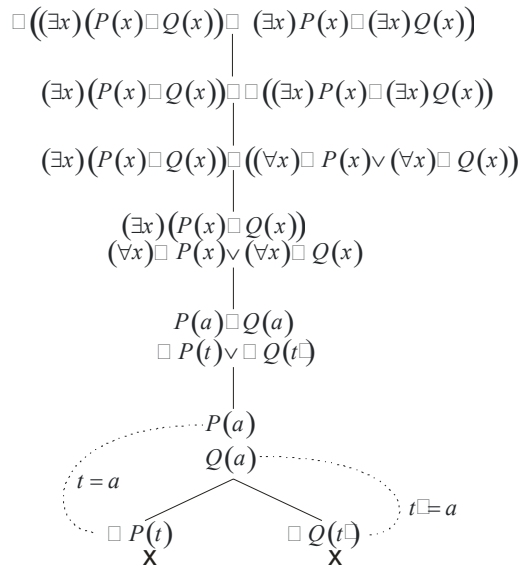 □((∃x)(P(x)□Q(x))□ (∃x)P(x)□(∃x)Q(x))
(∃x)(P(x)□Q(x))□□((∃x)P(x)□(∃x)Q(x))
(∃x)(P(x)□Q(x))□((∀x)□ P(x)∨(∀x)□ Q(x))
(∃x)(P(x)□Q(x))
(∀x)□ P(x)∨(∀x)□ Q(x)
P(a)□Q(a)
□ P(t)∨□ Q(t□)
P(a)
Q(a)
t = a
t□= a
□ P(t) □ Q(t□)
X X